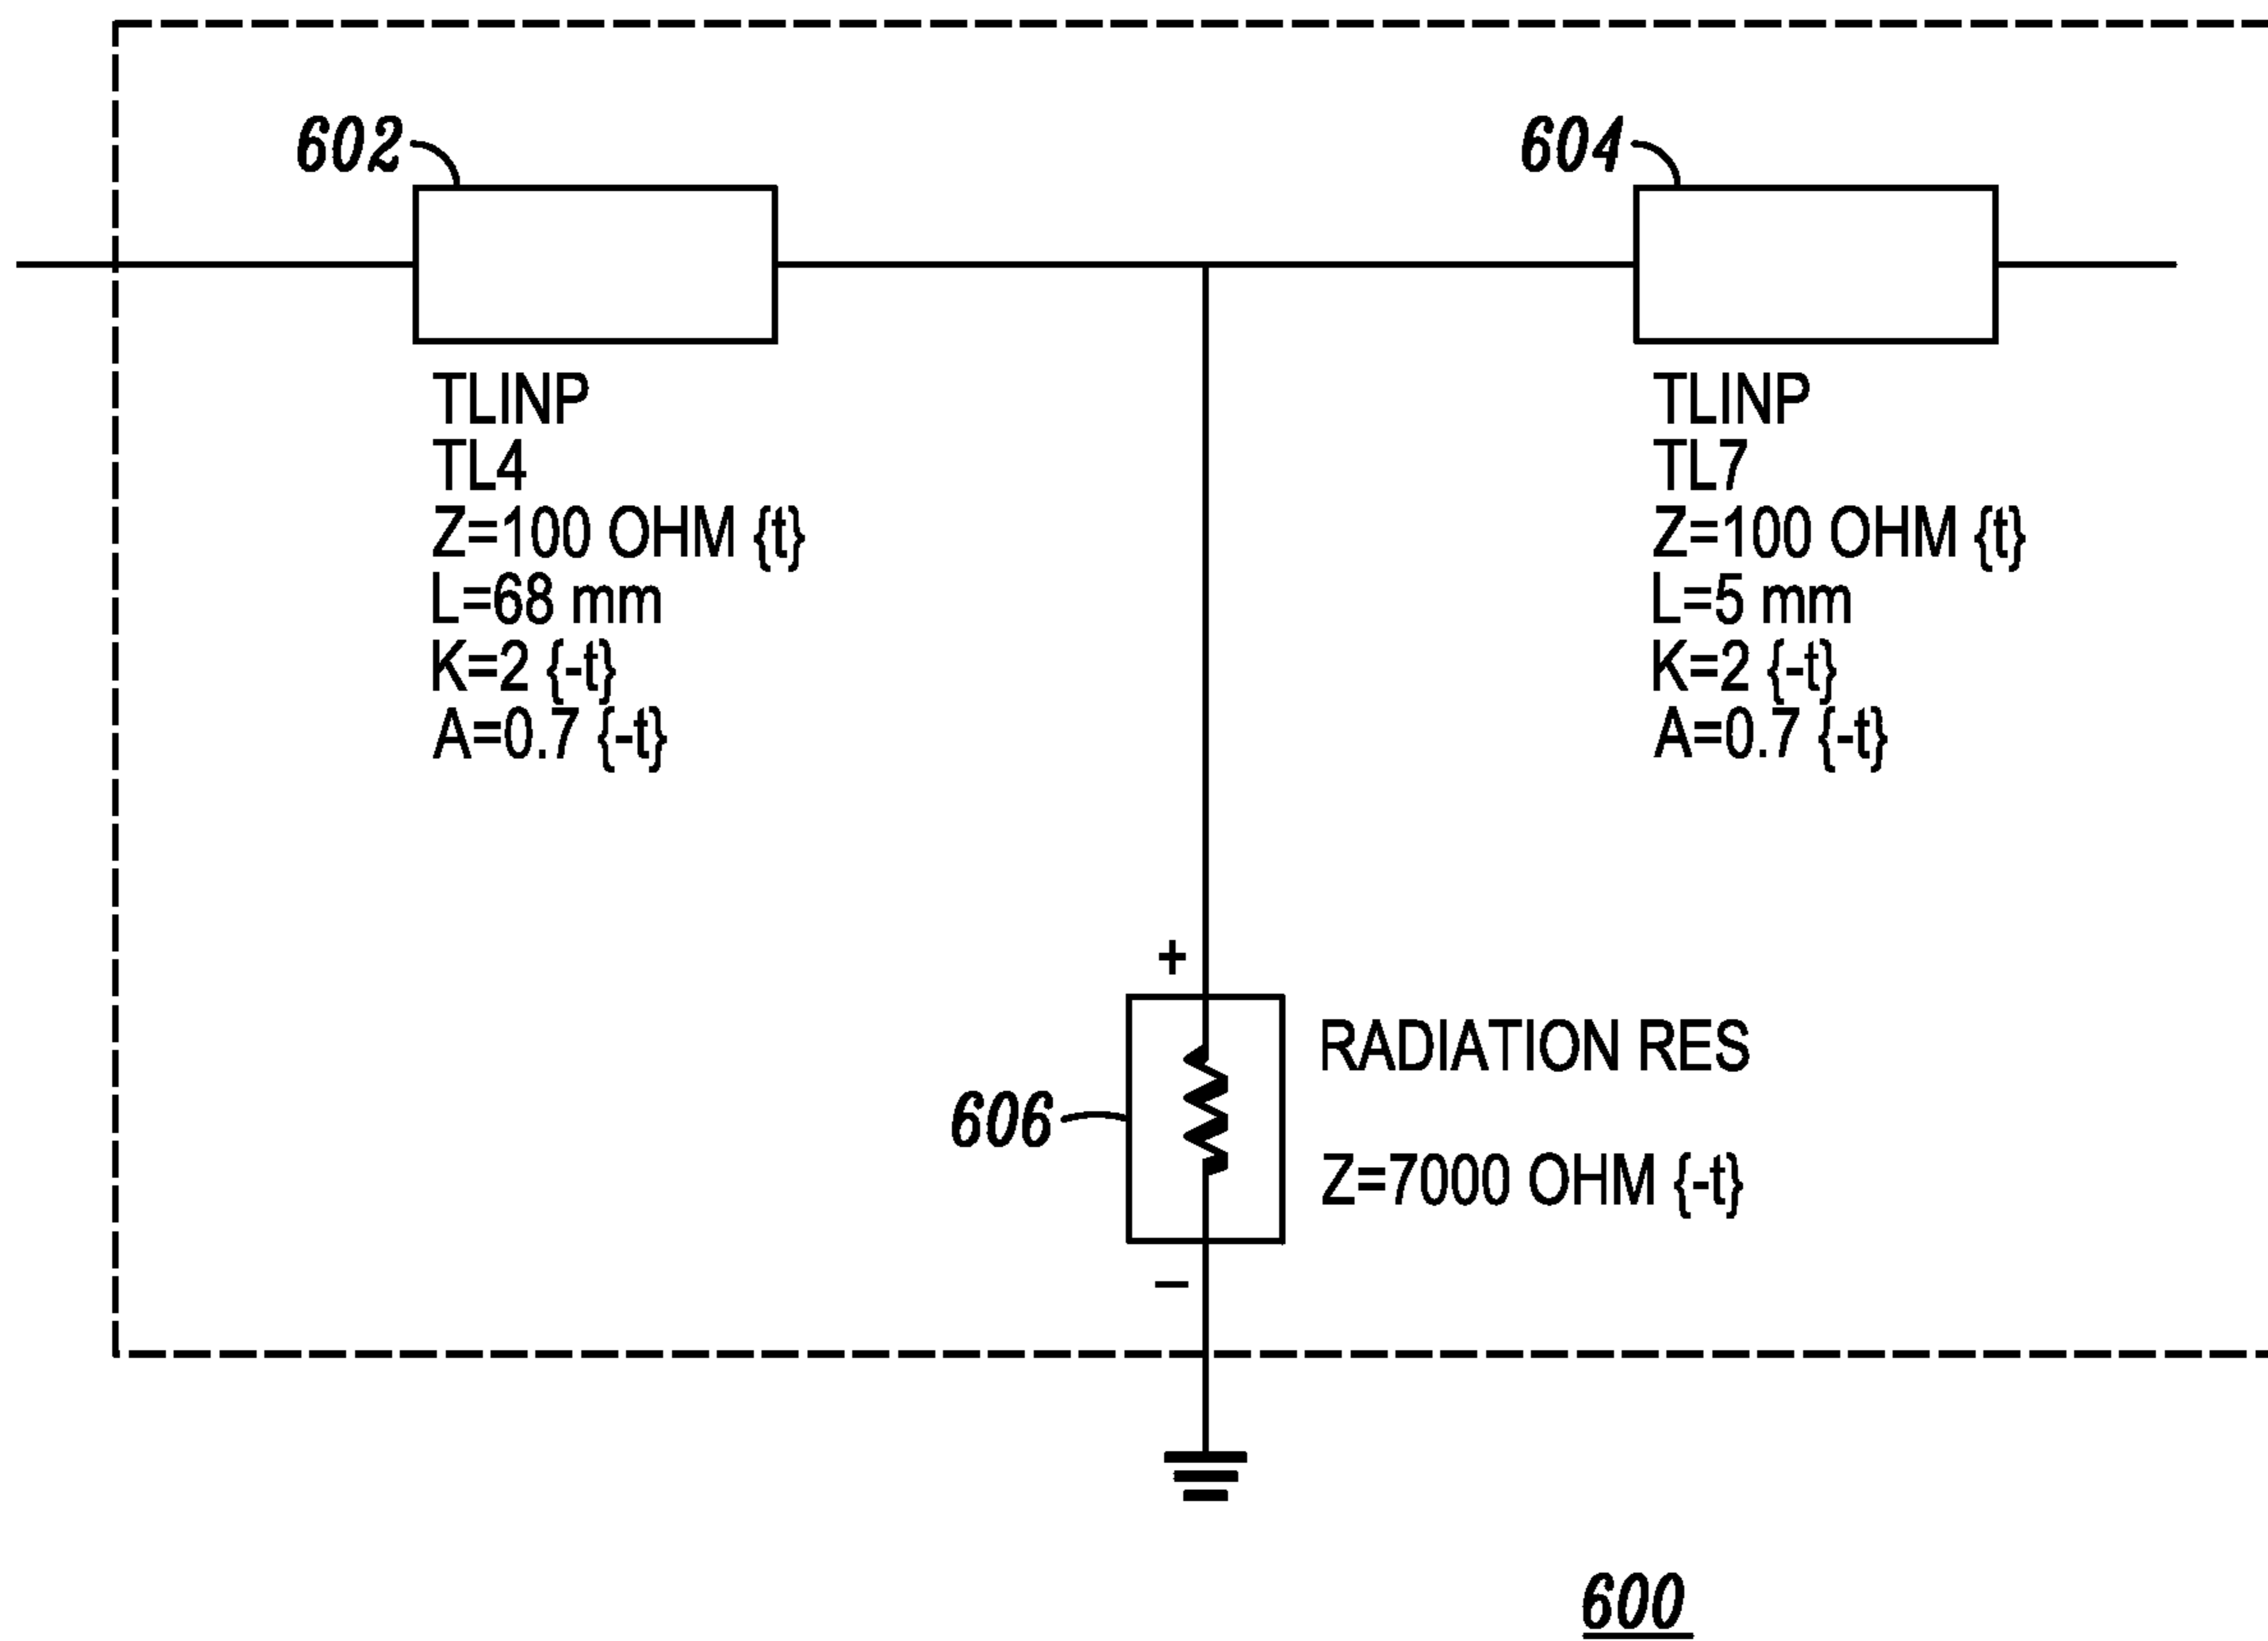 602
TLINP
TL4
Z=100 OHM {t}
L=68 mm
K=2 {-t}
A=0.7 {-t}
604
TLINP
TL7
Z=100 OHM {t}
L=5 mm
K=2 {-t}
A=0.7 {-t}
+
606
RADIATION RES
Z=7000 OHM {-t}
−
600